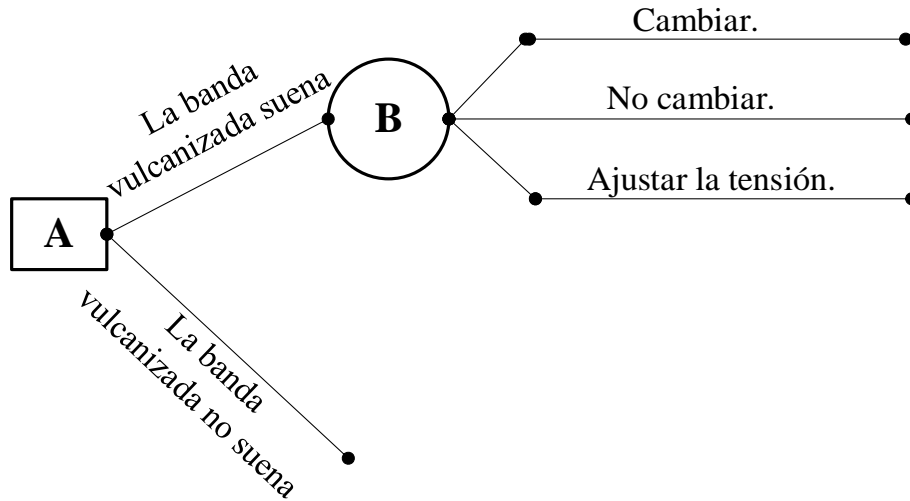 A
La banda
vulcanizada suena
B
Cambiar.
No cambiar.
Ajustar la tensión.
La banda
vulcanizada no suena